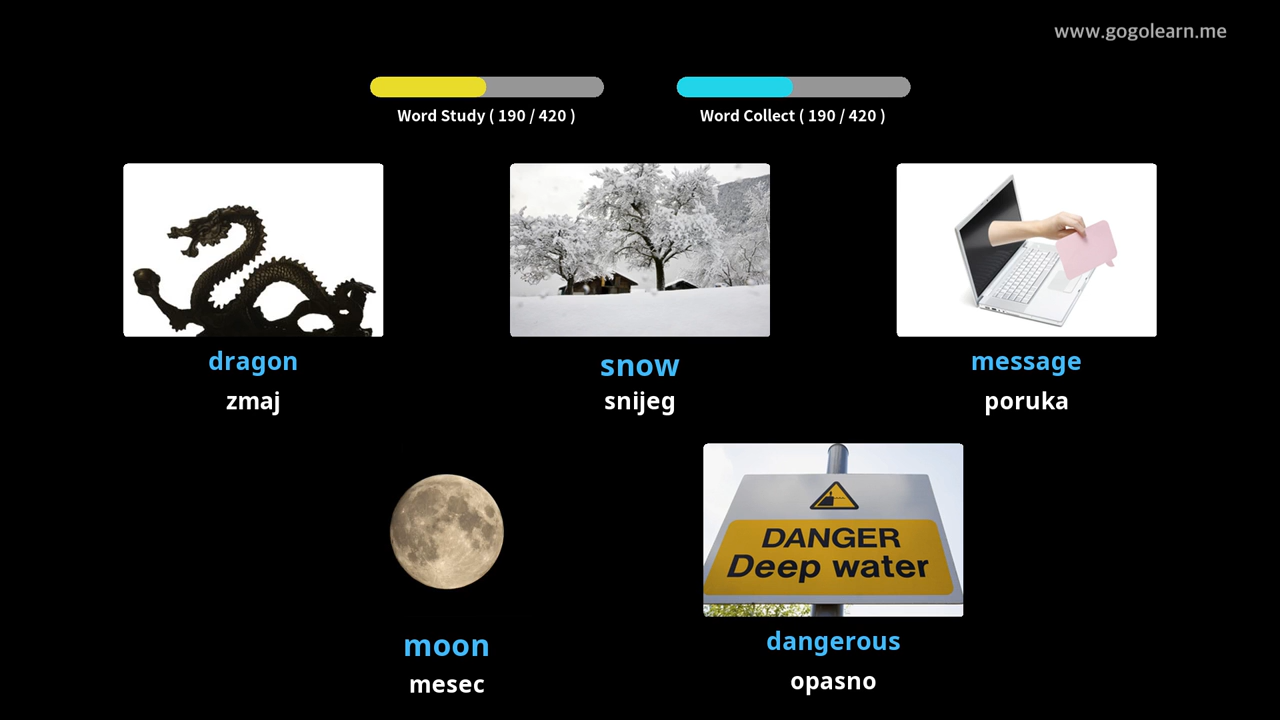 www.gogolearn.me
Word Study ( 190 / 420 )
Word Collect ( 190 / 420 )
dragon
zmaj
snow
snijeg
message
poruka
DANGER
Deep water
moon
mesec
dangerous
opasno